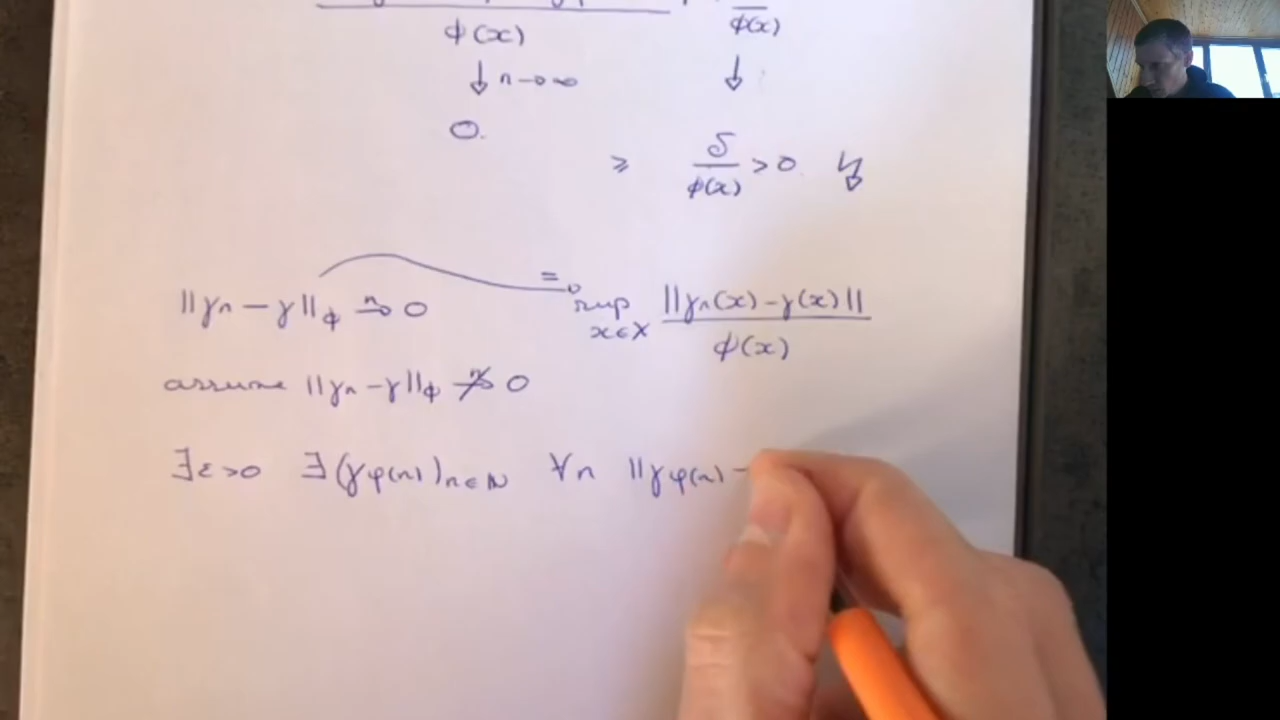 ϕ(x) ϕ(x)
↓ n→∞ ↓
0.
≥ δ/ϕ(x) > 0 ↯
‖γn − γ‖ϕ →ⁿ 0 = sup x∈X ‖γn(x) − γ(x)‖/ϕ(x)
assume ‖γn − γ‖ϕ ↛ⁿ 0
∃ε>0 ∃(γφ(n))n∈ℕ ∀n ‖γφ(n) −